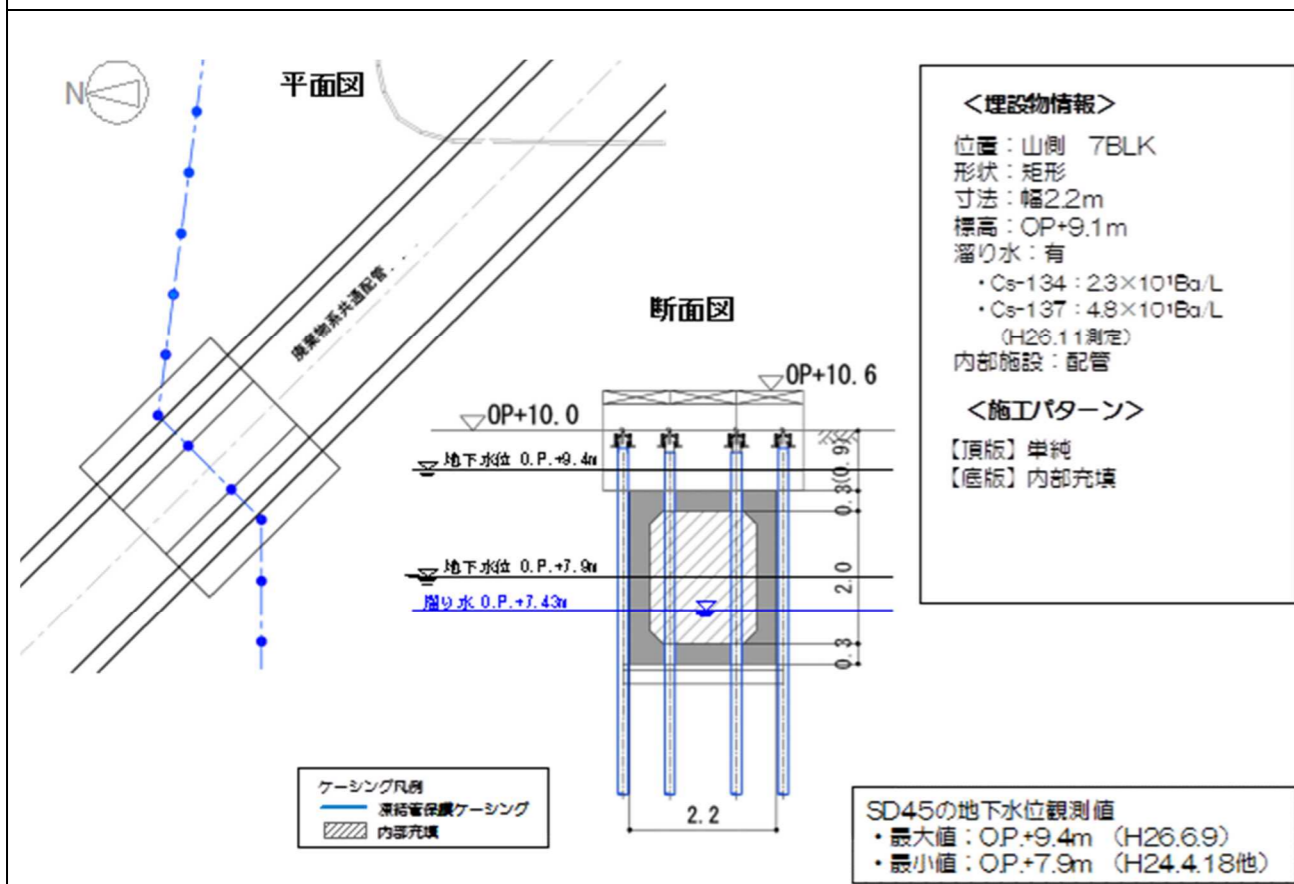 N
平面図
廃棄物系共通配管...
断面図
OP+10.6
OP+10.0
地下水位 O.P.+9.4m
地下水位 O.P.+7.9m
溜り水 O.P.+7.43m
(0.9)
0.3
2.0
0.3
2.2
ケーシング凡例
凍結管保護ケーシング
内部充填
<埋設物情報>
位置：山側 7BLK
形状：矩形
寸法：幅2.2m
標高：OP+9.1m
溜り水：有
・Cs-134：2.3×10¹Bq/L
・Cs-137：4.8×10¹Bq/L
(H26.11測定)
内部施設：配管
<施工パターン>
【頂版】単純
【底版】内部充填
SD45の地下水位観測値
・最大値：O.P.+9.4m （H26.6.9）
・最小値：O.P.+7.9m （H24.4.18他）